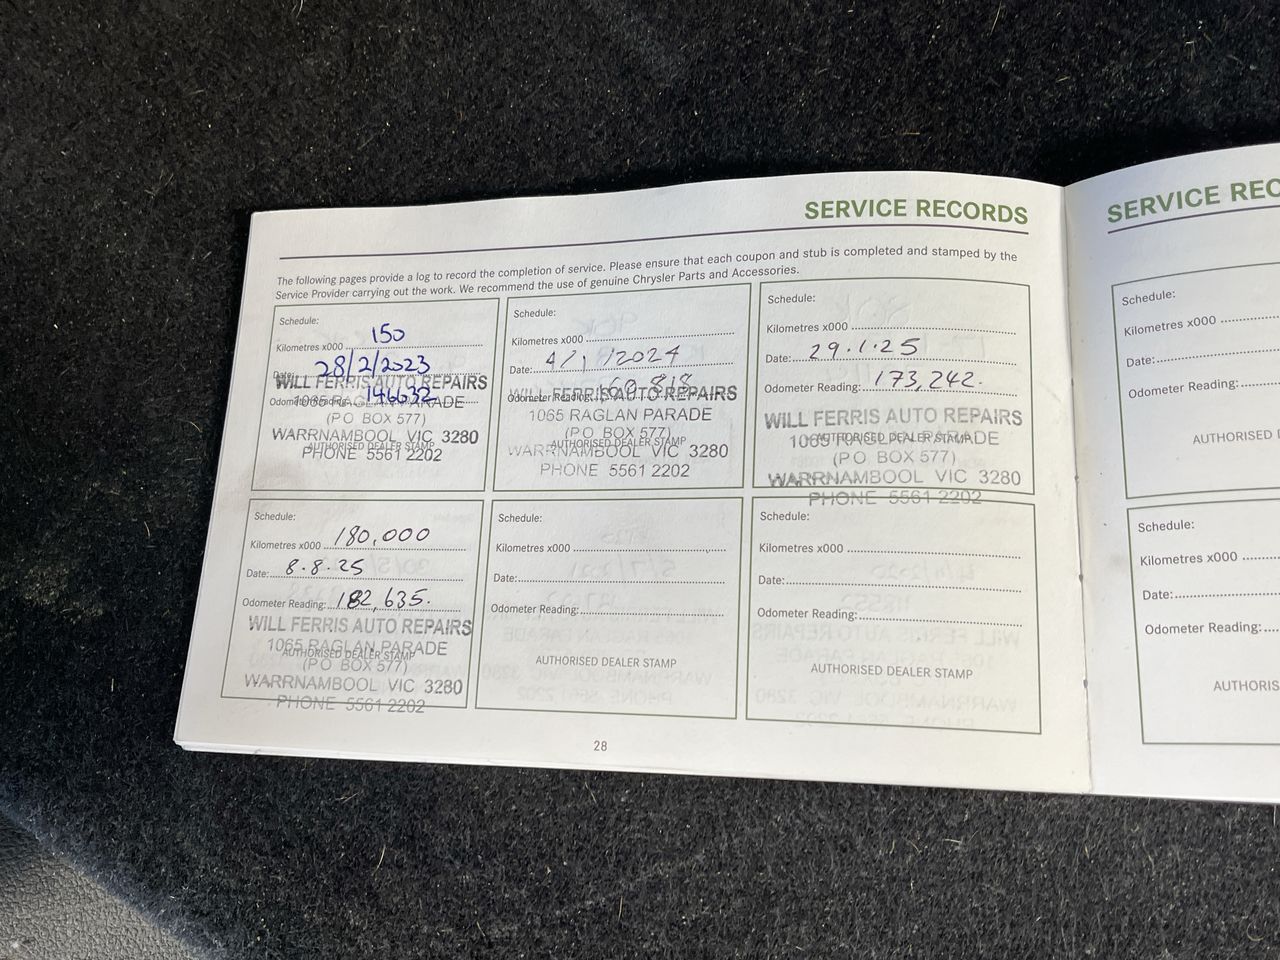 SERVICE RECORDS
The following pages provide a log to record the completion of service. Please ensure that each coupon and stub is completed and stamped by the
Service Provider carrying out the work. We recommend the use of genuine Chrysler Parts and Accessories.
Schedule:
Kilometres x000 150
Date: 28/2/2023
Odometer Reading: 146632
WILL FERRIS AUTO REPAIRS
1065 RAGLAN PARADE
(PO BOX 577)
WARRNAMBOOL VIC 3280
AUTHORISED DEALER STAMP
PHONE 5561 2202
Schedule:
Kilometres x000
Date: 4/1/2024
Odometer Reading: 160,818
WILL FERRIS AUTO REPAIRS
1065 RAGLAN PARADE
(PO BOX 577)
AUTHORISED DEALER STAMP
WARRNAMBOOL VIC 3280
PHONE 5561 2202
Schedule:
Kilometres x000
Date: 29.1.25
Odometer Reading: 173,242.
WILL FERRIS AUTO REPAIRS
1065 RAGLAN PARADE
AUTHORISED DEALER STAMP
(PO BOX 577)
WARRNAMBOOL VIC 3280
PHONE 5561 2202
Schedule:
Kilometres x000 180,000
Date: 8.8.25
Odometer Reading: 182,635.
WILL FERRIS AUTO REPAIRS
1065 RAGLAN PARADE
AUTHORISED DEALER STAMP
(PO BOX 577)
WARRNAMBOOL VIC 3280
PHONE 5561 2202
Schedule:
Kilometres x000
Date:
Odometer Reading:
AUTHORISED DEALER STAMP
Schedule:
Kilometres x000
Date:
Odometer Reading:
AUTHORISED DEALER STAMP
28
SERVICE REC
Schedule:
Kilometres x000
Date:
Odometer Reading:
AUTHORISED
Schedule:
Kilometres x000
Date:
Odometer Reading:
AUTHORIS